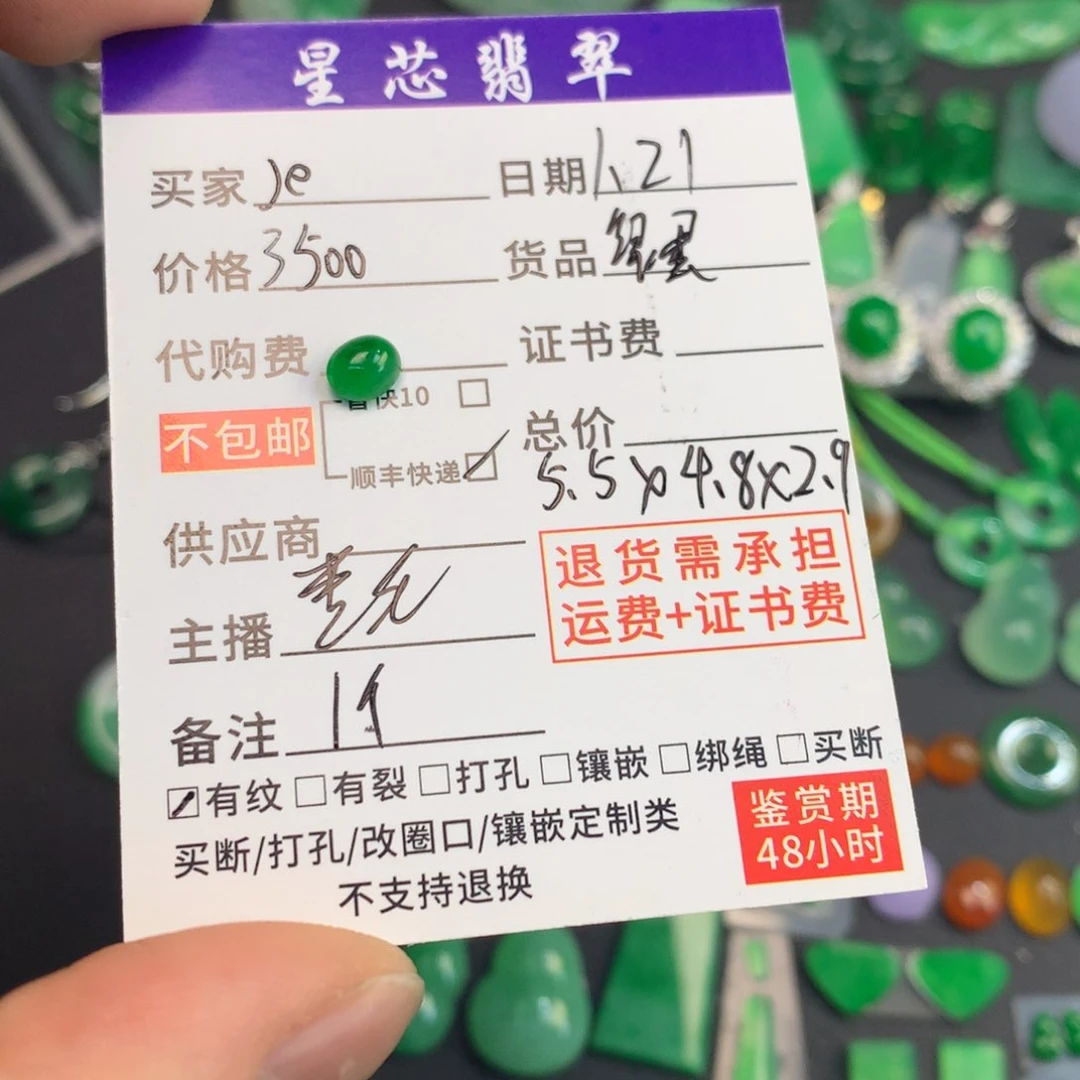 星芯翡翠
买家 je 日期 1.21
价格 3500 货品
代购费 证书费
不包邮 普快10 总价
顺丰快递 5.5x4.8x2.9
供应商 退货需承担
主播 运费+证书费
备注
有纹 有裂 打孔 镶嵌 绑绳 买断
买断/打孔/改圈口/镶嵌定制类 鉴赏期
不支持退换 48小时